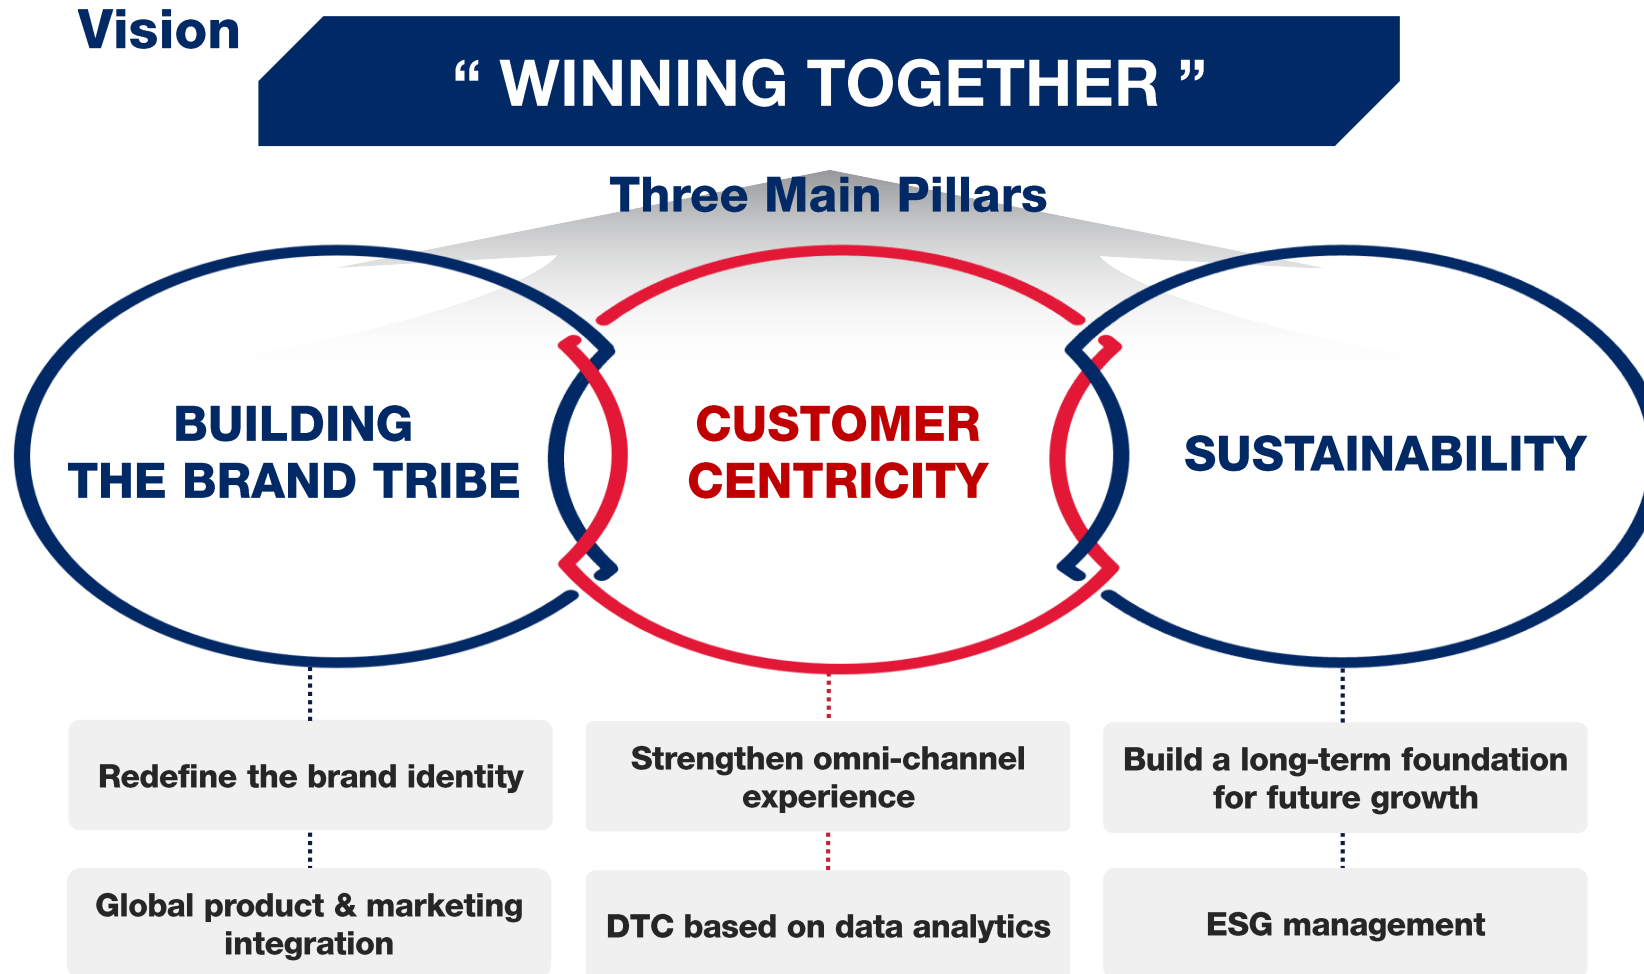 Vision
“ WINNING TOGETHER ”
Three Main Pillars
BUILDING
THE BRAND TRIBE
CUSTOMER
CENTRICITY
SUSTAINABILITY
Redefine the brand identity
Strengthen omni-channel
experience
Build a long-term foundation
for future growth
Global product & marketing
integration
DTC based on data analytics
ESG management